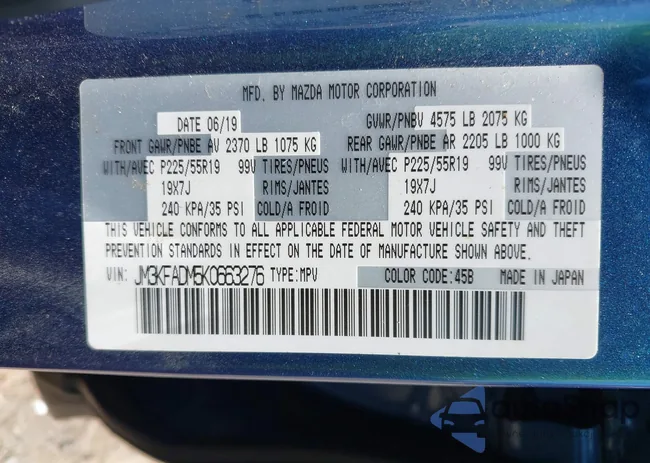 MFD. BY MAZDA MOTOR CORPORATION
DATE 06/19 GVWR/PNBV 4575 LB 2075 KG
FRONT GAWR/PNBE AV 2370 LB 1075 KG REAR GAWR/PNBE AR 2205 LB 1000 KG
WITH/AVEC P225/55R19 99V TIRES/PNEUS WITH/AVEC P225/55R19 99V TIRES/PNEUS
19X7J RIMS/JANTES 19X7J RIMS/JANTES
240 KPA/35 PSI COLD/A FROID 240 KPA/35 PSI COLD/A FROID
THIS VEHICLE CONFORMS TO ALL APPLICABLE FEDERAL MOTOR VEHICLE SAFETY AND THEFT
PREVENTION STANDARDS IN EFFECT ON THE DATE OF MANUFACTURE SHOWN ABOVE.
VIN: JM3KFADM5K0653276 TYPE:MPV COLOR CODE:45B MADE IN JAPAN